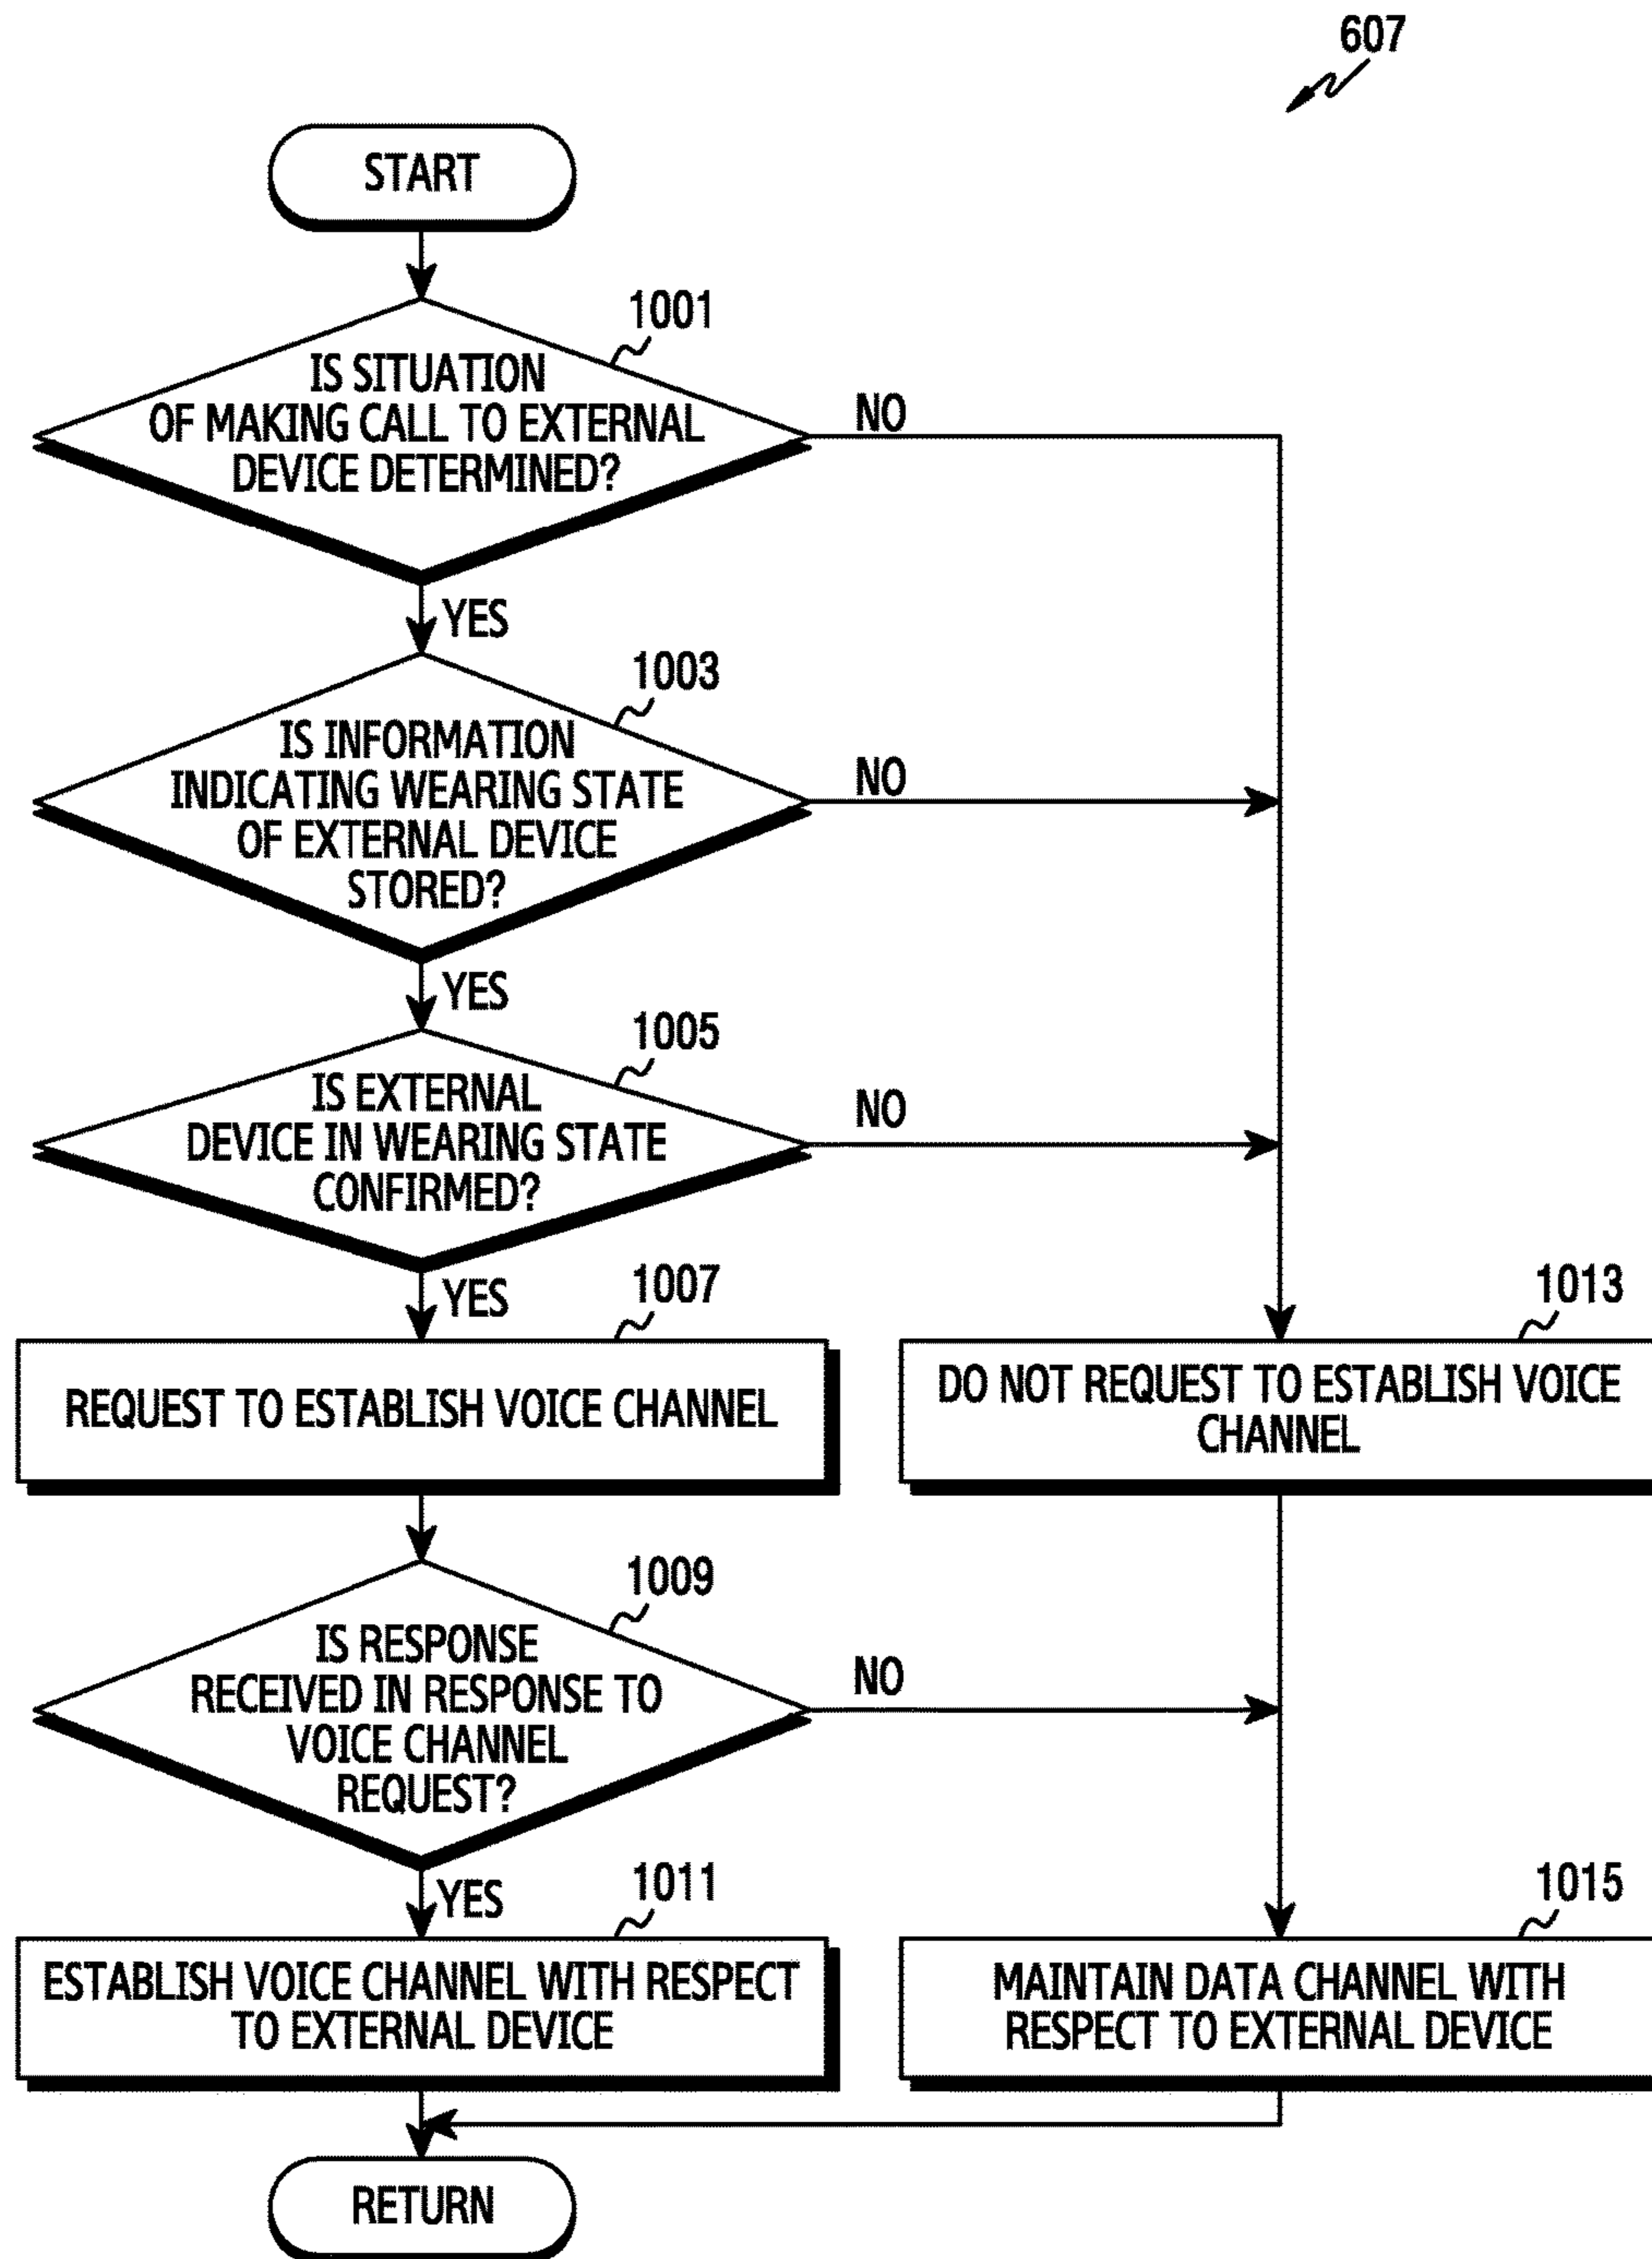 607
START
1001
IS SITUATION
OF MAKING CALL TO EXTERNAL
DEVICE DETERMINED?
NO
YES
1003
IS INFORMATION
INDICATING WEARING STATE
OF EXTERNAL DEVICE
STORED?
NO
YES
1005
IS EXTERNAL
DEVICE IN WEARING STATE
CONFIRMED?
NO
YES
1007
REQUEST TO ESTABLISH VOICE CHANNEL
1013
DO NOT REQUEST TO ESTABLISH VOICE
CHANNEL
1009
IS RESPONSE
RECEIVED IN RESPONSE TO
VOICE CHANNEL
REQUEST?
NO
YES
1011
ESTABLISH VOICE CHANNEL WITH RESPECT
TO EXTERNAL DEVICE
1015
MAINTAIN DATA CHANNEL WITH
RESPECT TO EXTERNAL DEVICE
RETURN